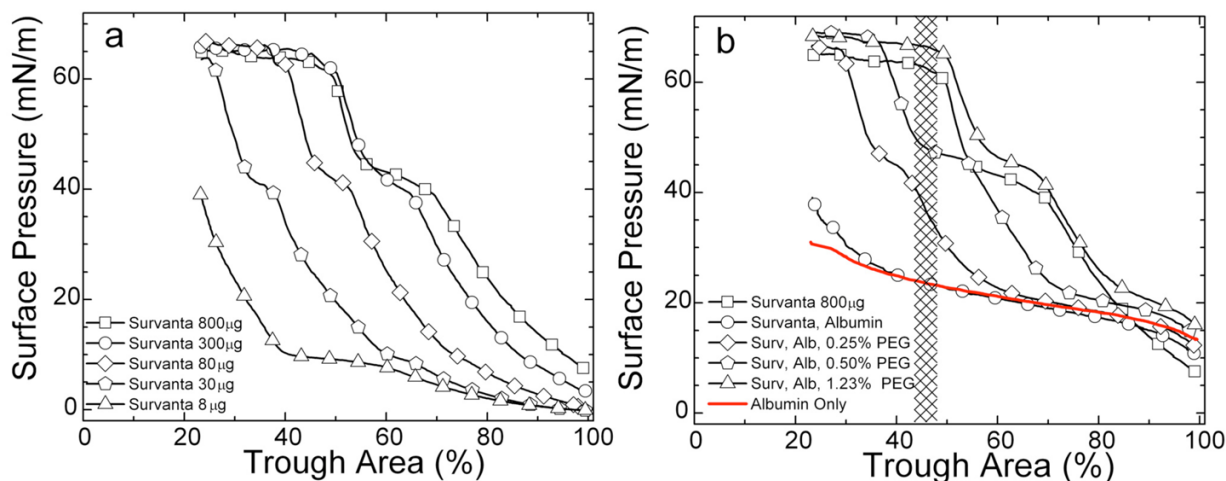 a
Surface Pressure (mN/m)
60
40
20
0
Survanta 800µg
Survanta 300µg
Survanta 80µg
Survanta 30µg
Survanta 8µg
0 20 40 60 80 100
Trough Area (%)
b
Surface Pressure (mN/m)
60
40
20
0
Survanta 800µg
Survanta, Albumin
Surv, Alb, 0.25% PEG
Surv, Alb, 0.50% PEG
Surv, Alb, 1.23% PEG
Albumin Only
0 20 40 60 80 100
Trough Area (%)